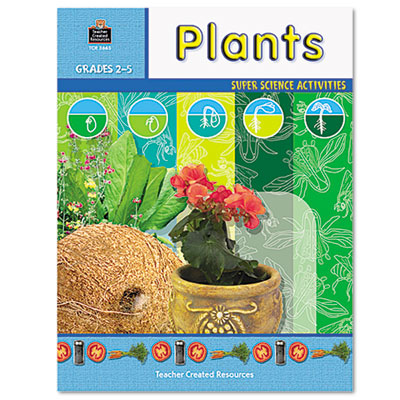 Teacher
Created
Resources
TCR 3665
Plants
GRADES 2–5
SUPER SCIENCE ACTIVITIES
Teacher Created Resources